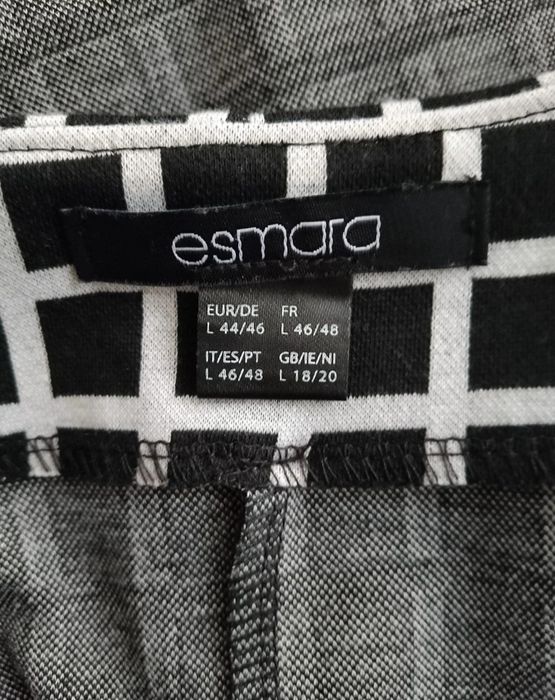 esmara
EUR/DE FR
L 44/46 L 46/48
IT/ES/PT GB/IE/NI
L 46/48 L 18/20